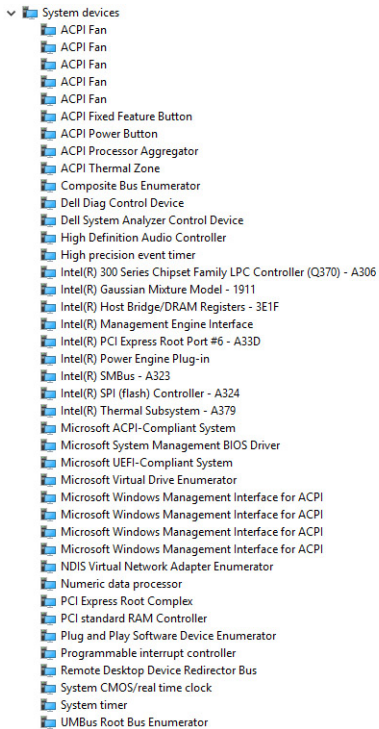 System devices
ACPI Fan
ACPI Fan
ACPI Fan
ACPI Fan
ACPI Fan
ACPI Fixed Feature Button
ACPI Power Button
ACPI Processor Aggregator
ACPI Thermal Zone
Composite Bus Enumerator
Dell Diag Control Device
Dell System Analyzer Control Device
High Definition Audio Controller
High precision event timer
Intel(R) 300 Series Chipset Family LPC Controller (Q370) - A306
Intel(R) Gaussian Mixture Model - 1911
Intel(R) Host Bridge/DRAM Registers - 3E1F
Intel(R) Management Engine Interface
Intel(R) PCI Express Root Port #6 - A33D
Intel(R) Power Engine Plug-in
Intel(R) SMBus - A323
Intel(R) SPI (flash) Controller - A324
Intel(R) Thermal Subsystem - A379
Microsoft ACPI-Compliant System
Microsoft System Management BIOS Driver
Microsoft UEFI-Compliant System
Microsoft Virtual Drive Enumerator
Microsoft Windows Management Interface for ACPI
Microsoft Windows Management Interface for ACPI
Microsoft Windows Management Interface for ACPI
Microsoft Windows Management Interface for ACPI
NDIS Virtual Network Adapter Enumerator
Numeric data processor
PCI Express Root Complex
PCI standard RAM Controller
Plug and Play Software Device Enumerator
Programmable interrupt controller
Remote Desktop Device Redirector Bus
System CMOS/real time clock
System timer
UMBus Root Bus Enumerator